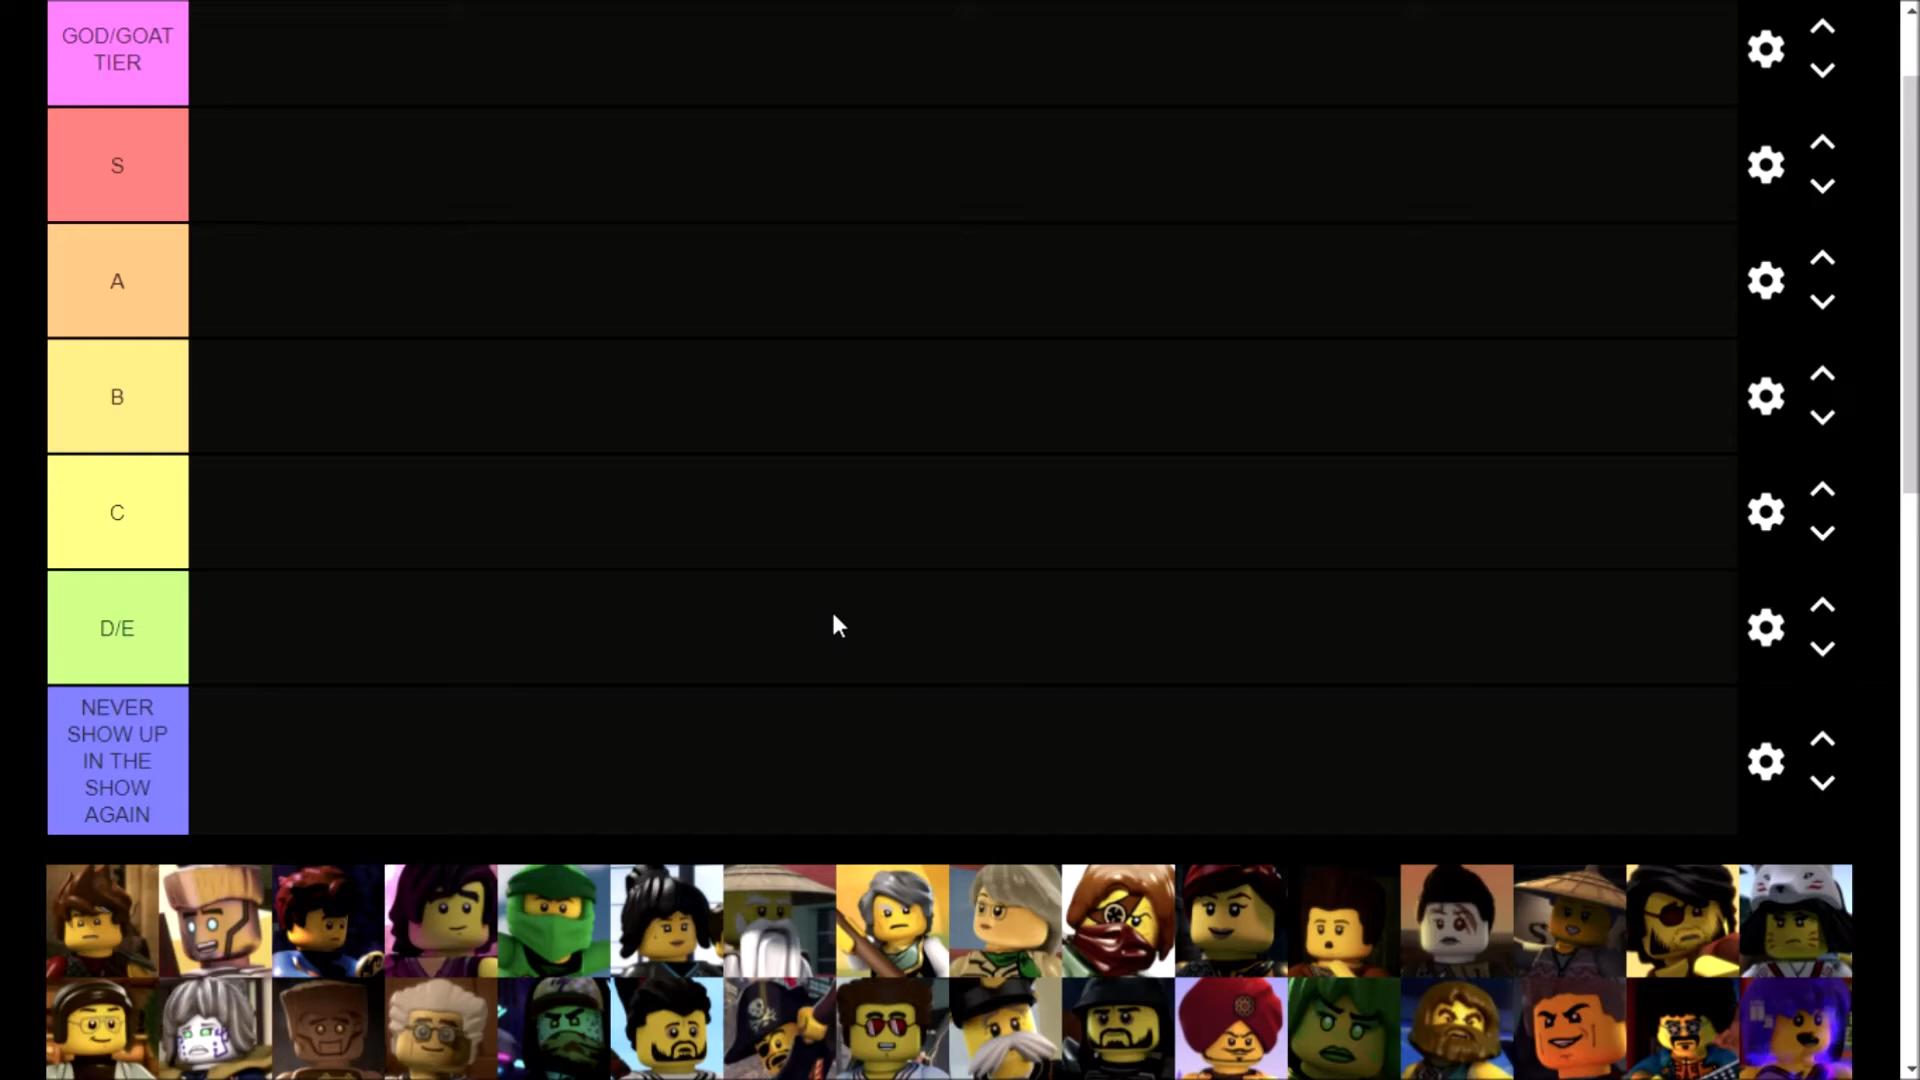 GOD/GOAT
TIER
S
A
B
C
D/E
NEVER
SHOW UP
IN THE
SHOW
AGAIN